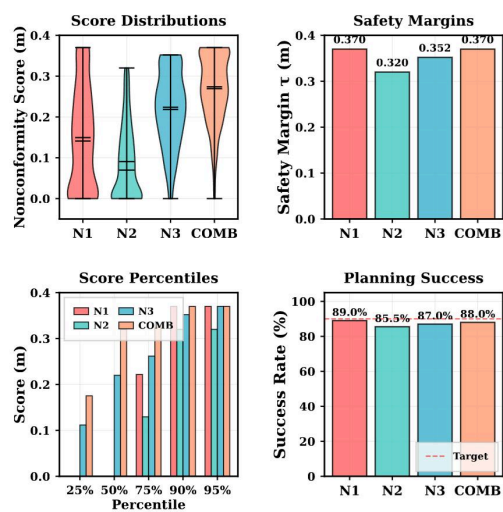 Score Distributions
Nonconformity Score (m)
0.4
0.3
0.2
0.1
0.0
N1 N2 N3 COMB
Safety Margins
Safety Margin τ (m)
0.4
0.3
0.2
0.1
0.0
0.370 0.320 0.352 0.370
N1 N2 N3 COMB
Score Percentiles
Score (m)
0.4
0.3
0.2
0.1
0.0
N1 N3
N2 COMB
25% 50% 75% 90% 95%
Percentile
Planning Success
Success Rate (%)
100
80
60
40
20
0
89.0% 85.5% 87.0% 88.0%
Target
N1 N2 N3 COMB